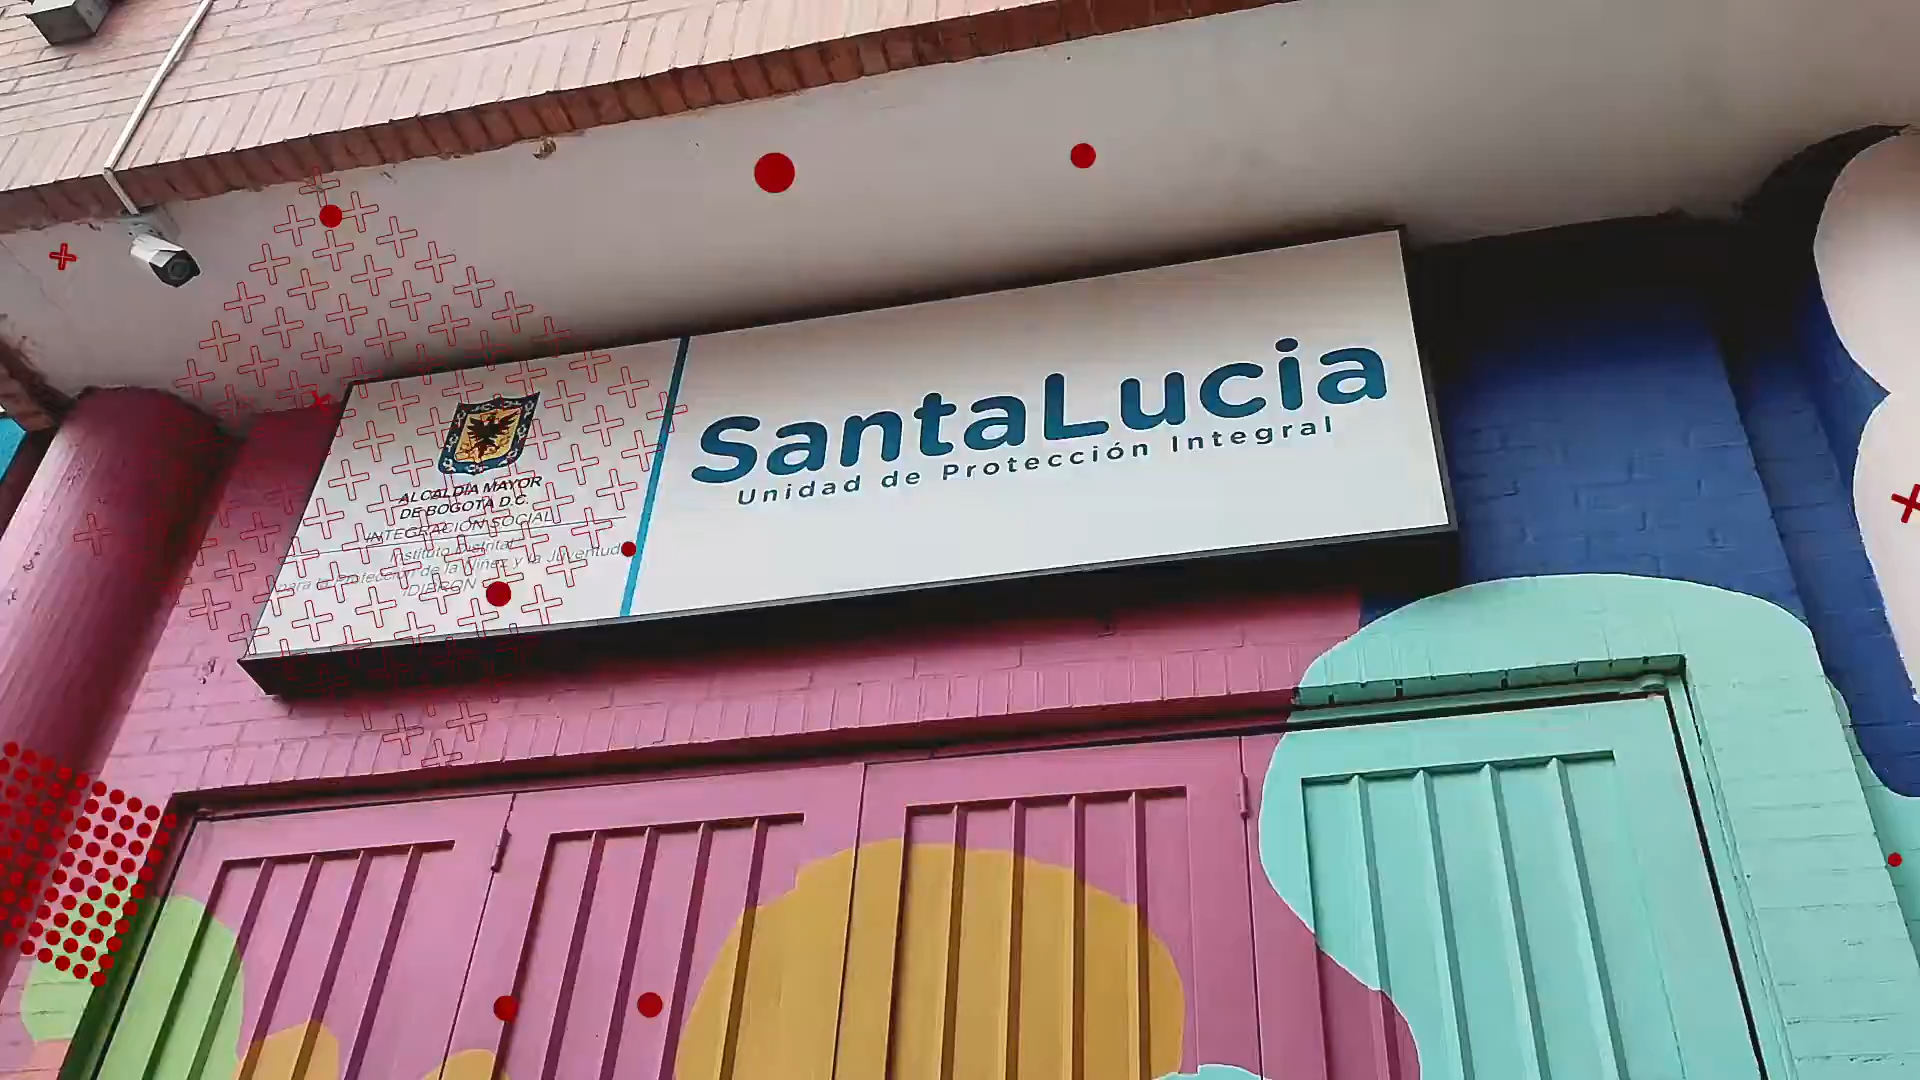 ALCALDÍA MAYOR
DE BOGOTÁ D.C.
INTEGRACIÓN SOCIAL
Instituto Distrital
para la Protección de la Niñez y la Juventud
IDIPRON
SantaLucia
Unidad de Protección Integral